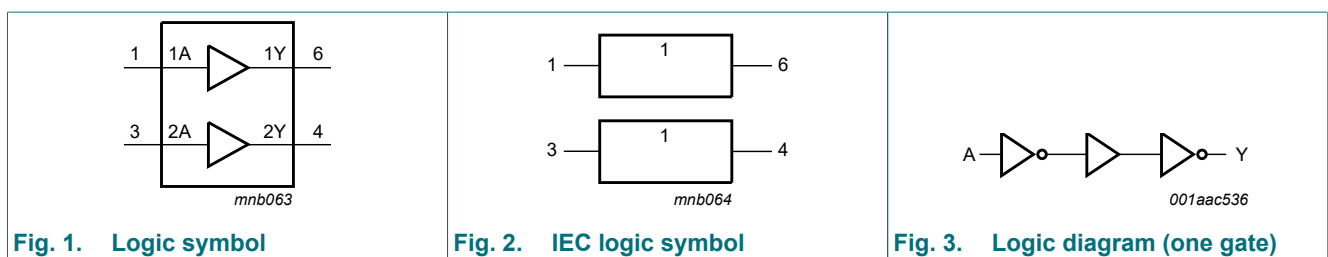 1 1A 1Y 6
3 2A 2Y 4
mnb063
Fig. 1. Logic symbol
1 1 6
3 1 4
mnb064
Fig. 2. IEC logic symbol
A Y
001aac536
Fig. 3. Logic diagram (one gate)